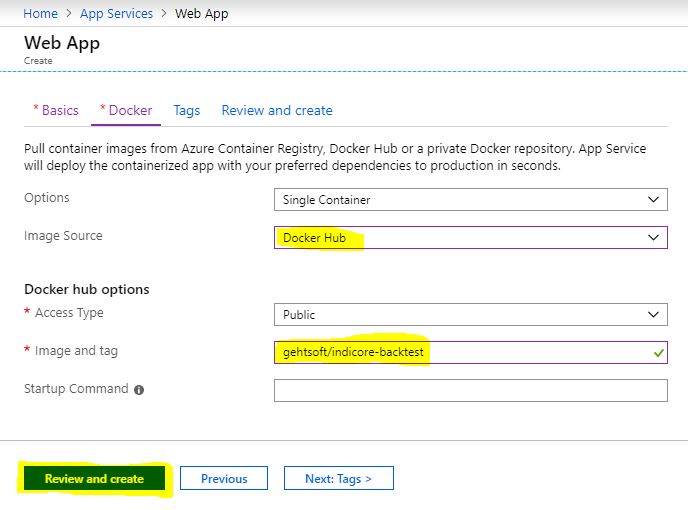 Home > App Services > Web App
Web App
Create
* Basics * Docker Tags Review and create
Pull container images from Azure Container Registry, Docker Hub or a private Docker repository. App Service
will deploy the containerized app with your preferred dependencies to production in seconds.
Options Single Container
Image Source Docker Hub
Docker hub options
* Access Type Public
* Image and tag gehtsoft/indicore-backtest
Startup Command
Review and create Previous Next: Tags >